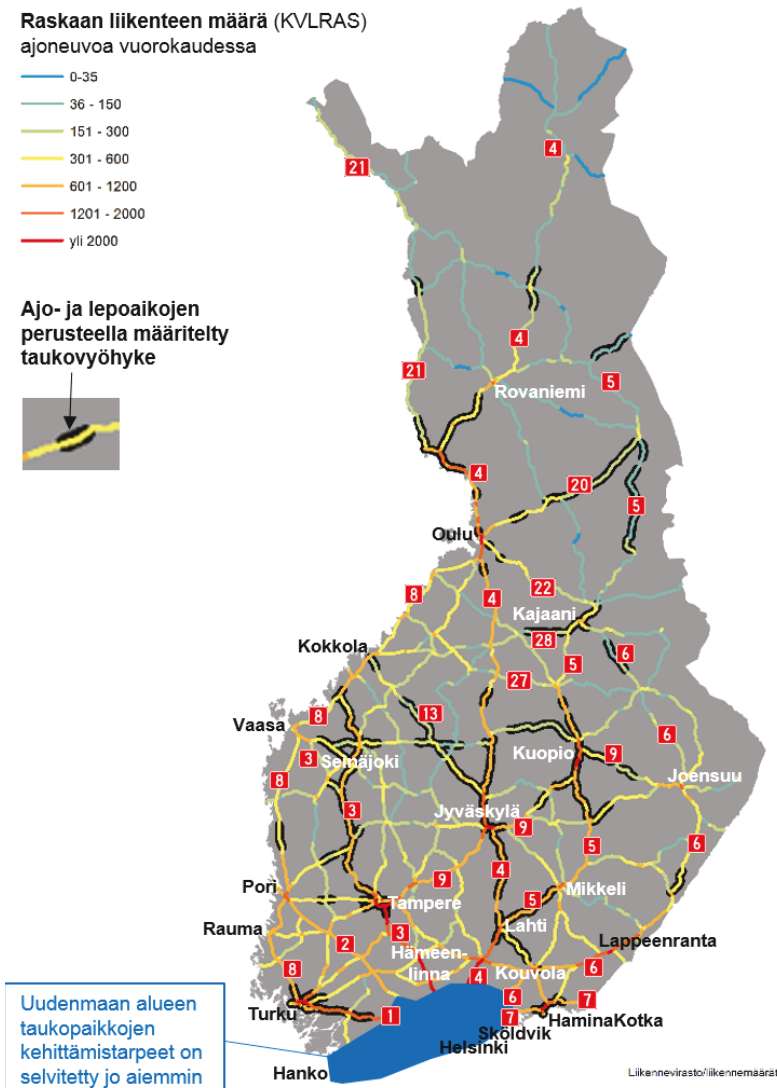 Raskaan liikenteen määrä (KVLRAS)
ajoneuvoa vuorokaudessa
0-35
36 - 150
151 - 300
301 - 600
601 - 1200
1201 - 2000
yli 2000
Ajo- ja lepoaikojen
perusteella määritelty
taukovyöhyke
4
21
4
21
5
Rovaniemi
4
20
5
Oulu
22
8
4
Kajaani
28
6
Kokkola
5
27
13
8
Vaasa
6
3
Kuopio
9
Seinäjoki
8
Joensuu
3
Jyväskylä
9
5
6
4
9
Pori
5
Mikkeli
Tampere
Rauma
3
Lahti
2
Lappeenranta
Hämeen-
linna
8
4
Kouvola
6
6
7
Turku
1
7
HaminaKotka
Sköldvik
Helsinki
Hanko
Uudenmaan alueen
taukopaikkojen
kehittämistarpeet on
selvitetty jo aiemmin
Liikennevirasto/liikennemäärät